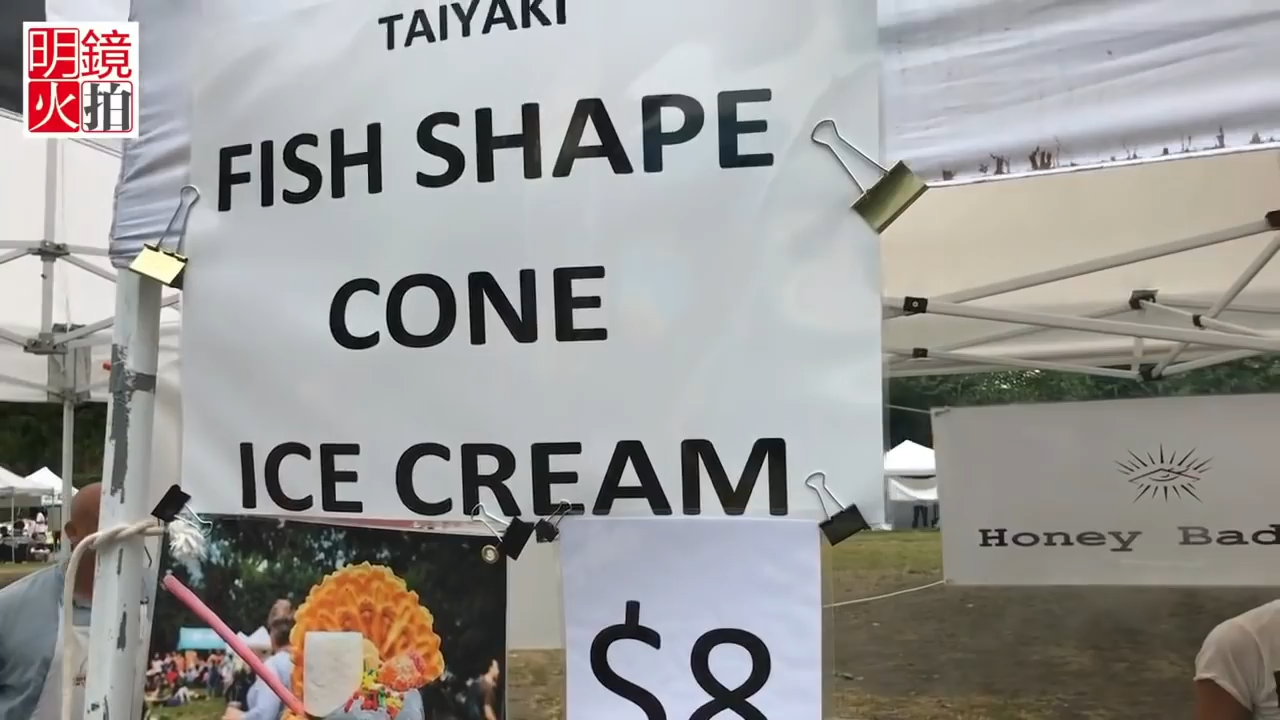 明鏡
火拍
TAIYAKI
FISH SHAPE
CONE
ICE CREAM
$8
Honey Bad